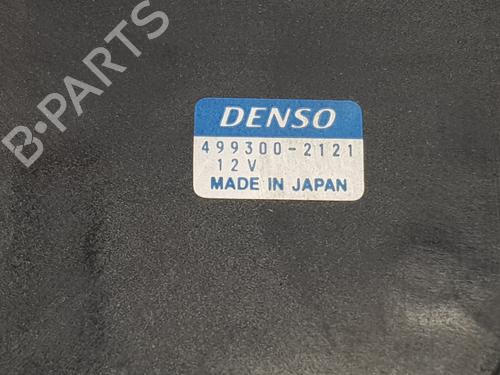 B-PARTS
DENSO
499300-2121
12V
MADE IN JAPAN